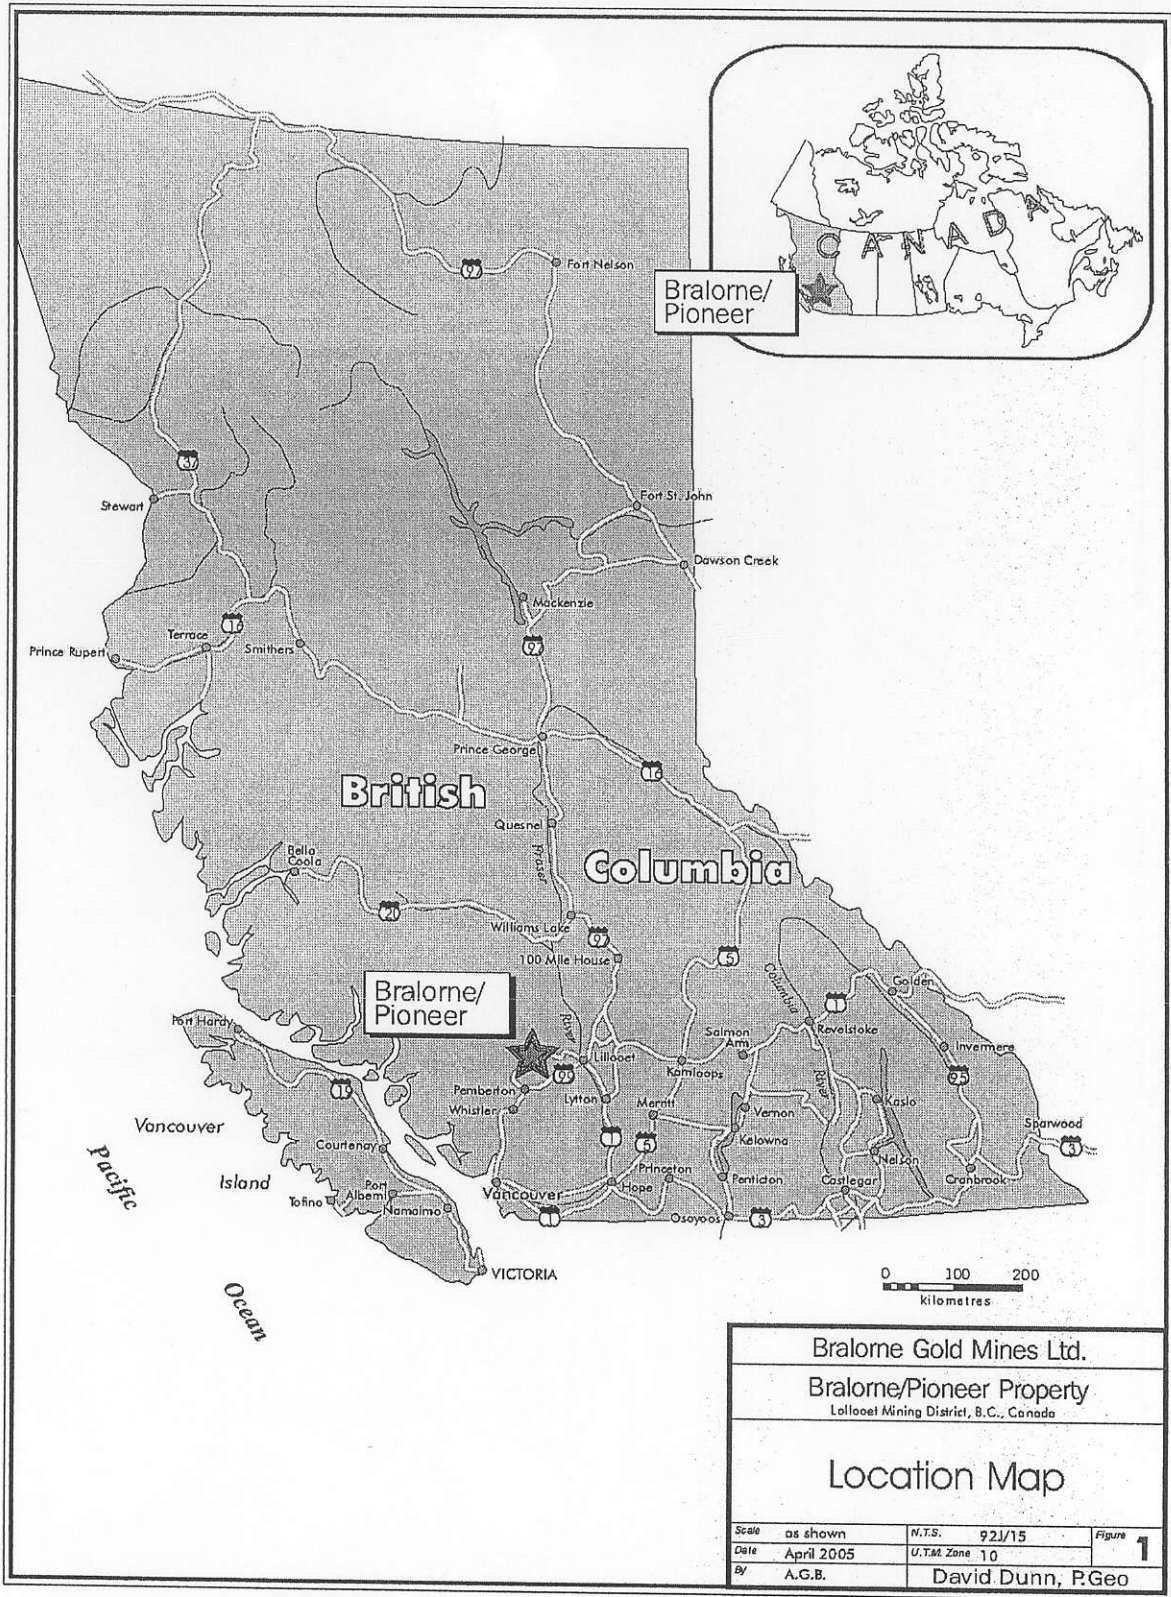 CANADA
Bralorne/
Pioneer
97
Fort Nelson
37
Stewart
Fort St. John
Dawson Creek
Mackenzie
16
Terrace
Prince Rupert
Smithers
97
Prince George
16
British
Quesnel
Fraser
Columbia
Bella
Coola
20
Williams Lake
97
100 Mile House
5
Columbia
Golden
1
Bralorne/
Pioneer
Port Hardy
River
Salmon
Arm
Revelstoke
Invermere
Lillooet
Kamloops
99
95
19
Pemberton
Whistler
Lytton
Merritt
River
Vernon
Kaslo
Vancouver
Island
Courtenay
1
5
Kelowna
Sparwood
3
Nelson
Pacific
Ocean
Princeton
Tofino
Port
Alberni
Vancouver
Hope
Penticton
Castlegar
Cranbrook
Namaimo
1
Osoyoos
3
VICTORIA
0 100 200
kilometres
Bralorne Gold Mines Ltd.
Bralorne/Pioneer Property
Lollooet Mining District, B.C., Canada
Location Map
Scale as shown N.T.S. 92J/15 Figure 1
Date April 2005 U.T.M. Zone 10
By A.G.B. David Dunn, P.Geo